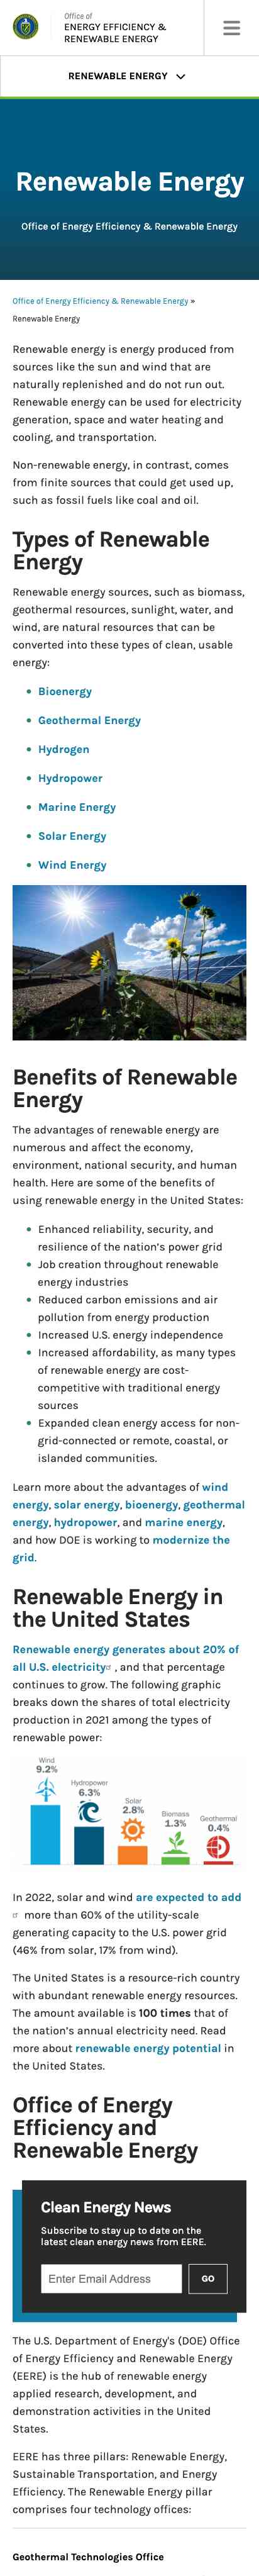 Office of
ENERGY EFFICIENCY &
RENEWABLE ENERGY
RENEWABLE ENERGY
Renewable Energy
Office of Energy Efficiency & Renewable Energy
Office of Energy Efficiency & Renewable Energy »
Renewable Energy
Renewable energy is energy produced from
sources like the sun and wind that are
naturally replenished and do not run out.
Renewable energy can be used for electricity
generation, space and water heating and
cooling, and transportation.
Non-renewable energy, in contrast, comes
from finite sources that could get used up,
such as fossil fuels like coal and oil.
Types of Renewable
Energy
Renewable energy sources, such as biomass,
geothermal resources, sunlight, water, and
wind, are natural resources that can be
converted into these types of clean, usable
energy:
Bioenergy
Geothermal Energy
Hydrogen
Hydropower
Marine Energy
Solar Energy
Wind Energy
Benefits of Renewable
Energy
The advantages of renewable energy are
numerous and affect the economy,
environment, national security, and human
health. Here are some of the benefits of
using renewable energy in the United States:
Enhanced reliability, security, and
resilience of the nation's power grid
Job creation throughout renewable
energy industries
Reduced carbon emissions and air
pollution from energy production
Increased U.S. energy independence
Increased affordability, as many types
of renewable energy are cost-
competitive with traditional energy
sources
Expanded clean energy access for non-
grid-connected or remote, coastal, or
islanded communities.
Learn more about the advantages of wind
energy, solar energy, bioenergy, geothermal
energy, hydropower, and marine energy,
and how DOE is working to modernize the
grid.
Renewable Energy in
the United States
Renewable energy generates about 20% of
all U.S. electricity , and that percentage
continues to grow. The following graphic
breaks down the shares of total electricity
production in 2021 among the types of
renewable power:
Wind
9.2%
Hydropower
6.3%
Solar
2.8%
Biomass
1.3%
Geothermal
0.4%
In 2022, solar and wind are expected to add
more than 60% of the utility-scale
generating capacity to the U.S. power grid
(46% from solar, 17% from wind).
The United States is a resource-rich country
with abundant renewable energy resources.
The amount available is 100 times that of
the nation's annual electricity need. Read
more about renewable energy potential in
the United States.
Office of Energy
Efficiency and
Renewable Energy
Clean Energy News
Subscribe to stay up to date on the
latest clean energy news from EERE.
Enter Email Address
GO
The U.S. Department of Energy's (DOE) Office
of Energy Efficiency and Renewable Energy
(EERE) is the hub of renewable energy
applied research, development, and
demonstration activities in the United
States.
EERE has three pillars: Renewable Energy,
Sustainable Transportation, and Energy
Efficiency. The Renewable Energy pillar
comprises four technology offices:
Geothermal Technologies Office